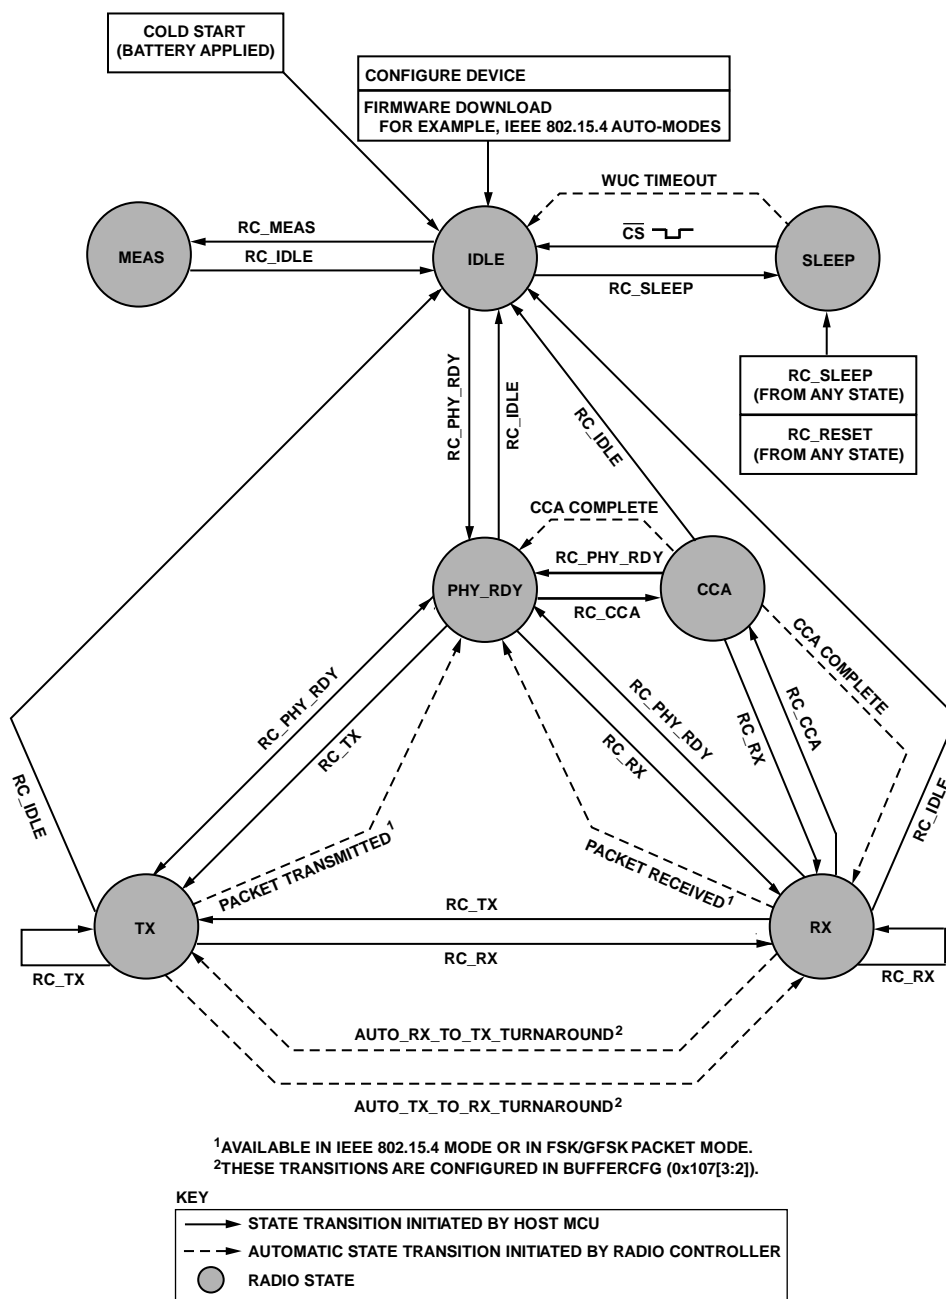 COLD START
(BATTERY APPLIED)
CONFIGURE DEVICE
FIRMWARE DOWNLOAD
FOR EXAMPLE, IEEE 802.15.4 AUTO-MODES
WUC TIMEOUT
RC_MEAS
CS
MEAS
IDLE
SLEEP
RC_IDLE
RC_SLEEP
RC_PHY_RDY
RC_IDLE
RC_IDLE
RC_SLEEP
(FROM ANY STATE)
RC_RESET
(FROM ANY STATE)
CCA COMPLETE
RC_PHY_RDY
PHY_RDY
CCA
RC_CCA
CCA COMPLETE
RC_PHY_RDY
RC_TX
RC_RX
RC_PHY_RDY
RC_RX
RC_CCA
RC_IDLE
RC_IDLE
PACKET TRANSMITTED1
PACKET RECEIVED1
RC_TX
TX
RX
RC_RX
RC_TX
RC_RX
AUTO_RX_TO_TX_TURNAROUND2
AUTO_TX_TO_RX_TURNAROUND2
1AVAILABLE IN IEEE 802.15.4 MODE OR IN FSK/GFSK PACKET MODE.
2THESE TRANSITIONS ARE CONFIGURED IN BUFFERCFG (0x107[3:2]).
KEY
STATE TRANSITION INITIATED BY HOST MCU
AUTOMATIC STATE TRANSITION INITIATED BY RADIO CONTROLLER
RADIO STATE